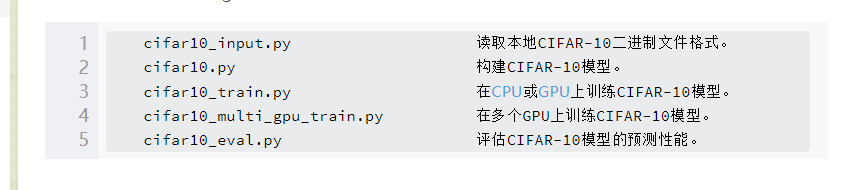 1 cifar10_input.py 读取本地CIFAR-10二进制文件格式。
2 cifar10.py 构建CIFAR-10模型。
3 cifar10_train.py 在CPU或GPU上训练CIFAR-10模型。
4 cifar10_multi_gpu_train.py 在多个GPU上训练CIFAR-10模型。
5 cifar10_eval.py 评估CIFAR-10模型的预测性能。